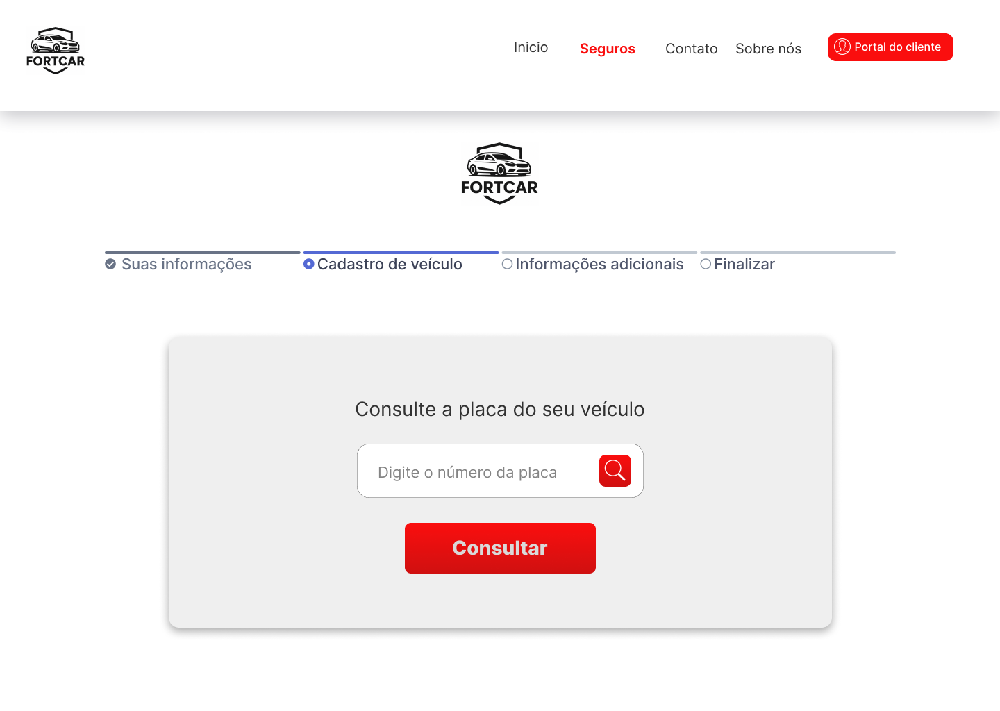 FORTCAR
Inicio
Seguros
Contato
Sobre nós
Portal do cliente
FORTCAR
Suas informações
Cadastro de veículo
Informações adicionais
Finalizar
Consulte a placa do seu veículo
Digite o número da placa
Consultar